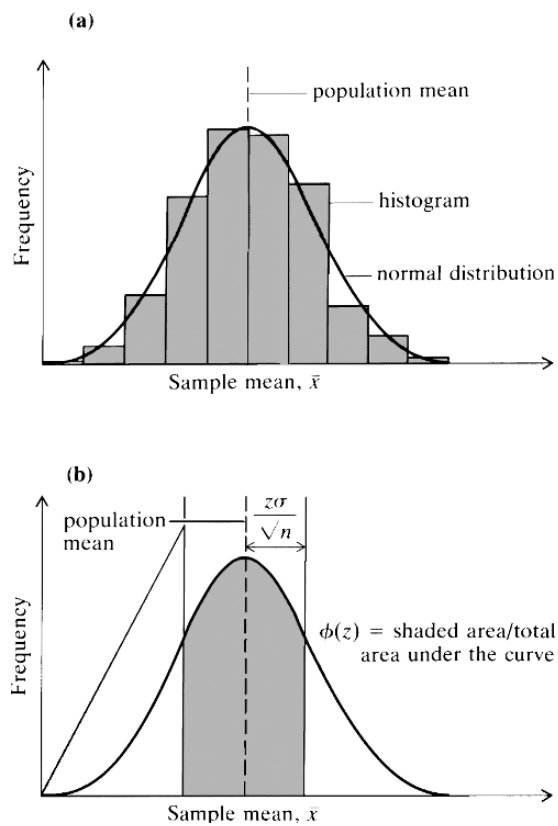 (a)
population mean
histogram
normal distribution
Frequency
Sample mean, x̄
(b)
population
mean
zσ
√n
ϕ(z) = shaded area/total
area under the curve
Frequency
Sample mean, x̄